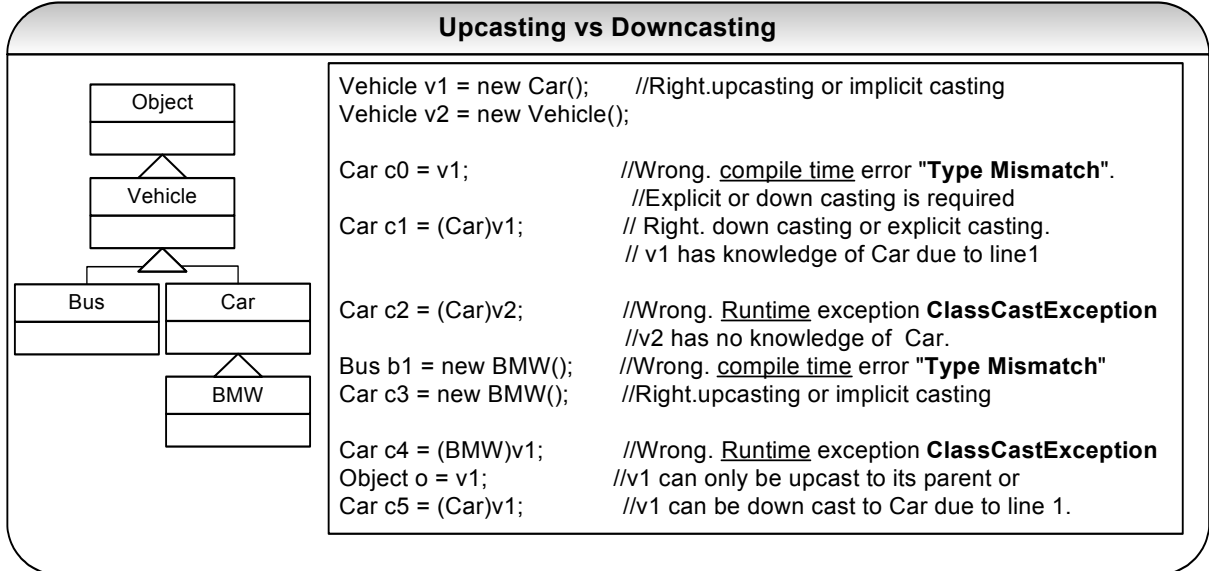 Upcasting vs Downcasting
Object
Vehicle
Bus
Car
BMW
Vehicle v1 = new Car(); //Right.upcasting or implicit casting
Vehicle v2 = new Vehicle();
Car c0 = v1; //Wrong. compile time error "Type Mismatch".
//Explicit or down casting is required
Car c1 = (Car)v1; // Right. down casting or explicit casting.
// v1 has knowledge of Car due to line1
Car c2 = (Car)v2; //Wrong. Runtime exception ClassCastException
//v2 has no knowledge of Car.
Bus b1 = new BMW(); //Wrong. compile time error "Type Mismatch"
Car c3 = new BMW(); //Right.upcasting or implicit casting
Car c4 = (BMW)v1; //Wrong. Runtime exception ClassCastException
Object o = v1; //v1 can only be upcast to its parent or
Car c5 = (Car)v1; //v1 can be down cast to Car due to line 1.